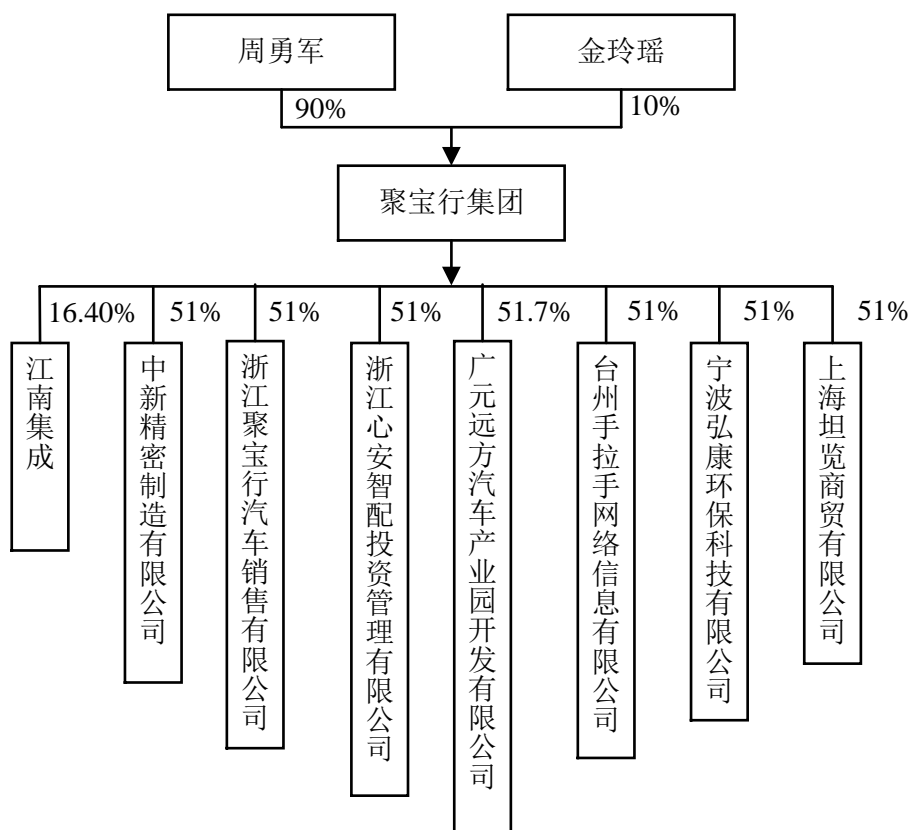 周勇军
金玲瑶
90%
10%
聚宝行集团
16.40%
51%
51%
51%
51.7%
51%
51%
51%
江南集成
中新精密制造有限公司
浙江聚宝行汽车销售有限公司
浙江心安智配投资管理有限公司
广元远方汽车产业园开发有限公司
台州手拉手网络信息有限公司
宁波弘康环保科技有限公司
上海坦览商贸有限公司